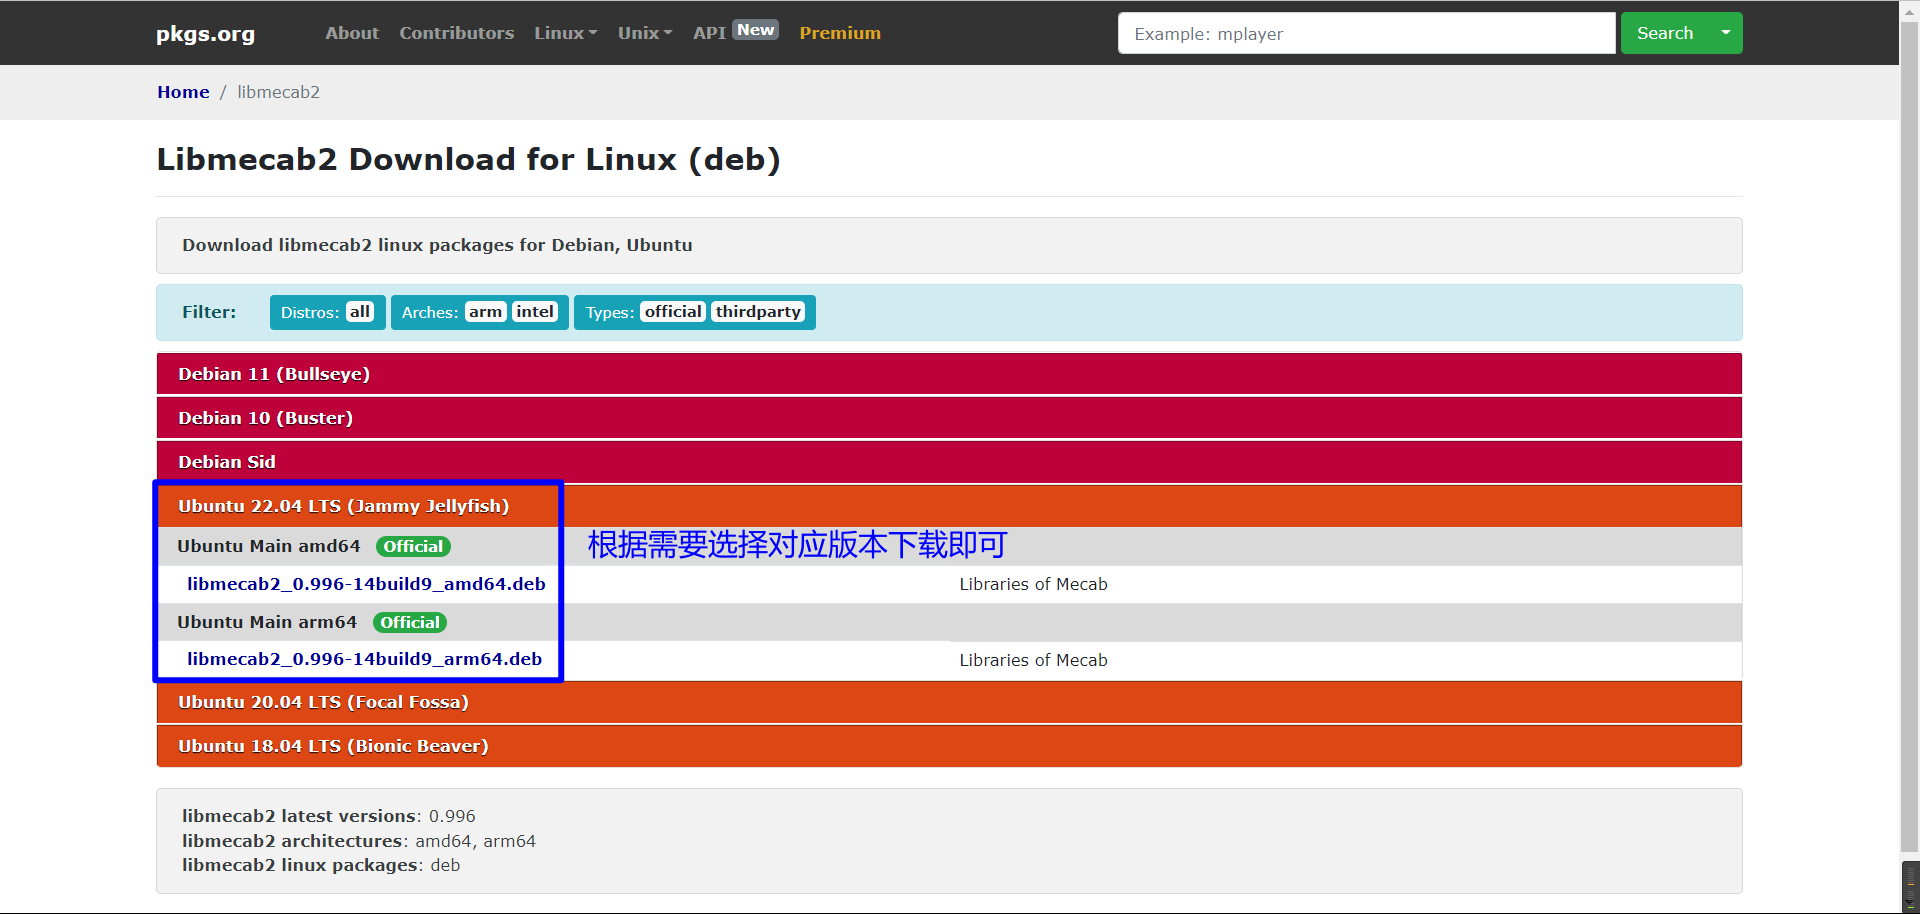 pkgs.org About Contributors Linux Unix API New Premium Example: mplayer Search
Home / libmecab2
Libmecab2 Download for Linux (deb)
Download libmecab2 linux packages for Debian, Ubuntu
Filter: Distros: all Arches: arm intel Types: official thirdparty
Debian 11 (Bullseye)
Debian 10 (Buster)
Debian Sid
Ubuntu 22.04 LTS (Jammy Jellyfish)
Ubuntu Main amd64 Official 根据需要选择对应版本下载即可
libmecab2_0.996-14build9_amd64.deb Libraries of Mecab
Ubuntu Main arm64 Official
libmecab2_0.996-14build9_arm64.deb Libraries of Mecab
Ubuntu 20.04 LTS (Focal Fossa)
Ubuntu 18.04 LTS (Bionic Beaver)
libmecab2 latest versions: 0.996
libmecab2 architectures: amd64, arm64
libmecab2 linux packages: deb